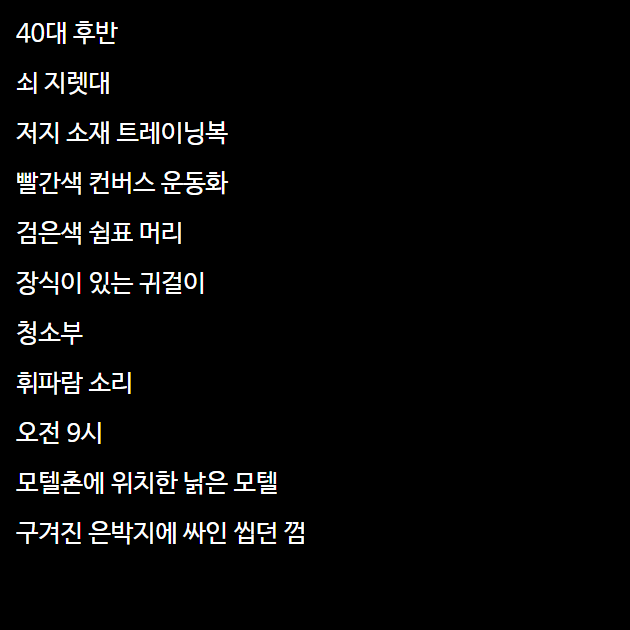 40대 후반
쇠 지렛대
저지 소재 트레이닝복
빨간색 컨버스 운동화
검은색 쉼표 머리
장식이 있는 귀걸이
청소부
휘파람 소리
오전 9시
모텔촌에 위치한 낡은 모텔
구겨진 은박지에 싸인 씹던 껌